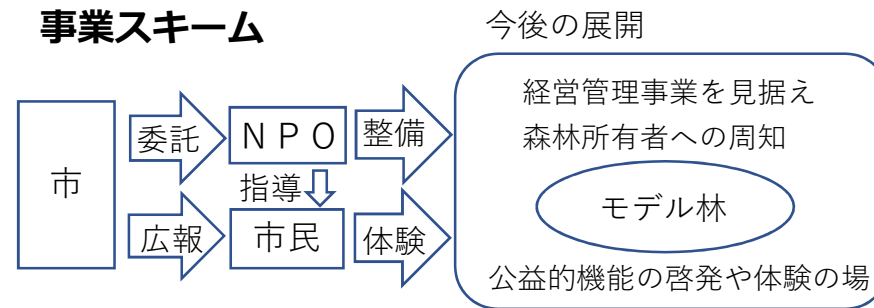 事業スキーム
今後の展開
市
委託
ＮＰＯ
整備
指導
広報
市民
体験
経営管理事業を見据え
森林所有者への周知
モデル林
公益的機能の啓発や体験の場